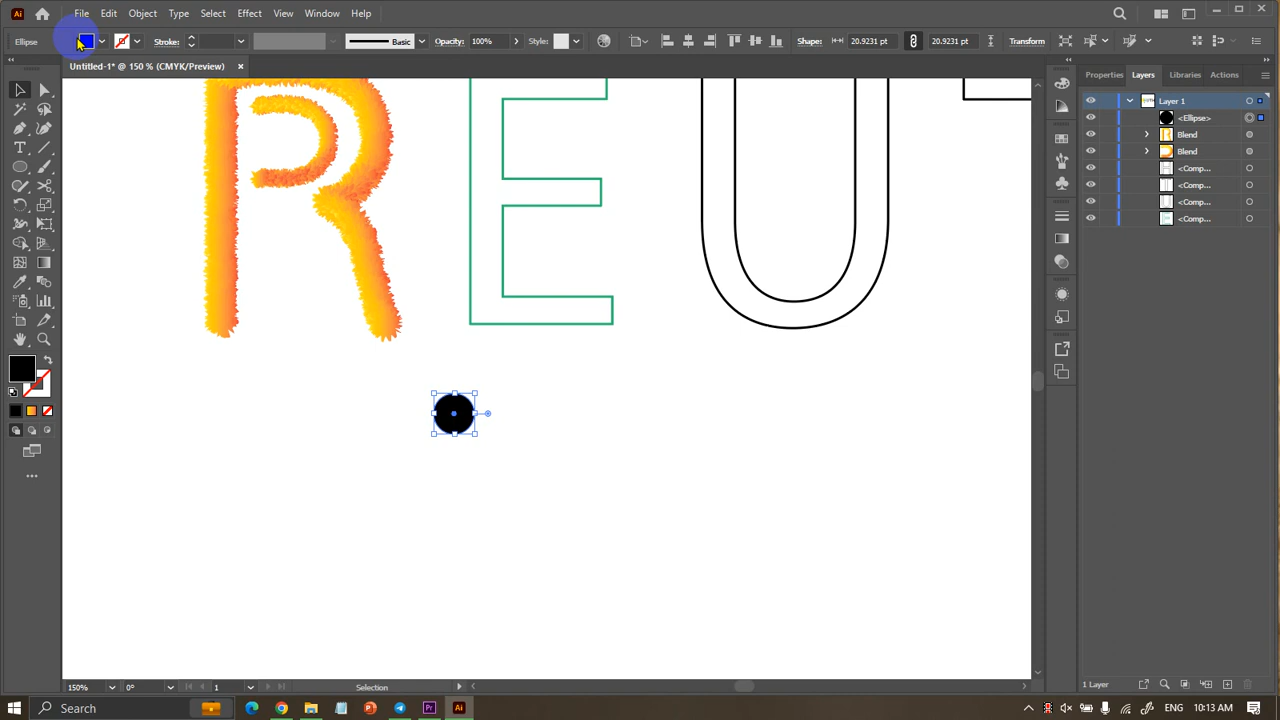 Ai File Edit Object Type Select Effect View Window Help
Ellipse Stroke: Basic Opacity: 100% Style: Shape: 20.9231 pt 20.9231 pt Transform
Untitled-1* @ 150 % (CMYK/Preview) ×
Properties Layers Libraries Actions
Layer 1
<Ellipse>
Blend
Blend
<Comp...
<Comp...
<Comp...
<Comp...
R E U
1 Layer
150% 0° 1 Selection
Search Pr Ai ENG 10:13 AM